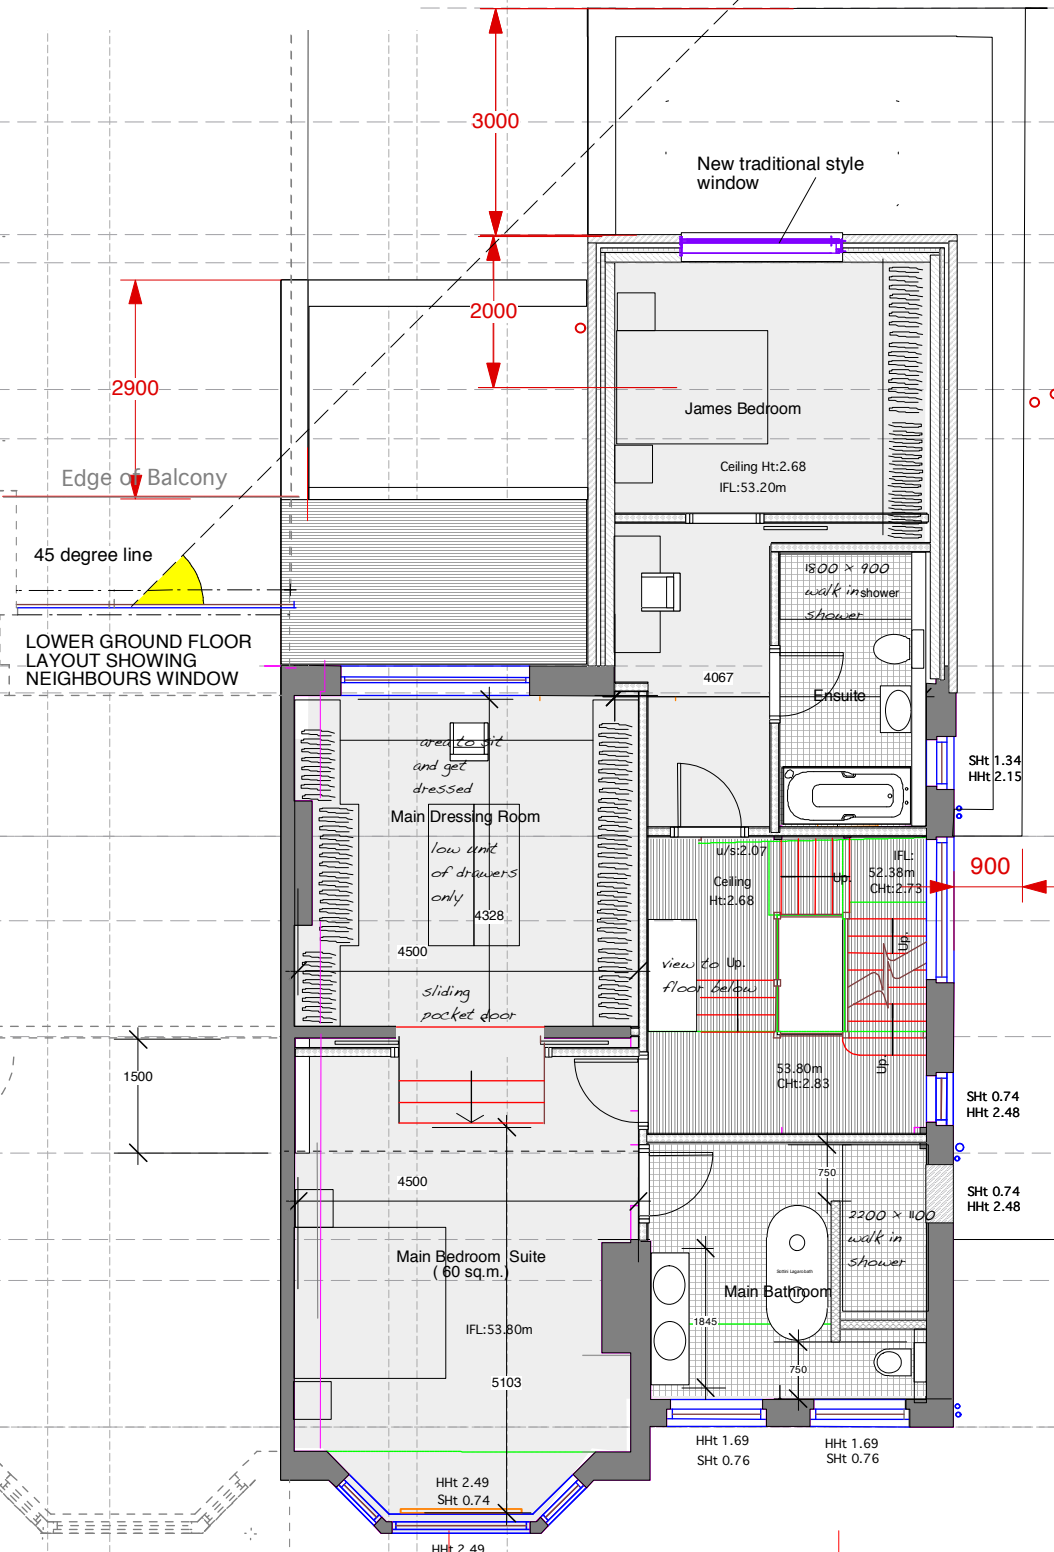 3000
New traditional style
window
2000
2900
James Bedroom
Edge of Balcony
Ceiling Ht:2.68
IFL:53.20m
45 degree line
1800 x 900
walk in shower
shower
LOWER GROUND FLOOR
LAYOUT SHOWING
NEIGHBOURS WINDOW
4067
Ensuite
area to sit
and get
dressed
SHt 1.34
HHt 2.15
Main Dressing Room
low unit
of drawers
only
4328
4500
u/s:2.07
Ceiling
Ht:2.68
Up.
IFL:
52.38m
CHt:2.73
900
Up.
view to Up.
floor below
sliding
pocket door
1500
53.80m
CHt:2.83
Up.
SHt 0.74
HHt 2.48
750
SHt 0.74
HHt 2.48
4500
2200 x 1100
walk in
shower
Main Bedroom Suite
( 60 sq.m.)
Main Bathroom
1845
IFL:53.80m
750
5103
HHt 1.69
SHt 0.76
HHt 1.69
SHt 0.76
HHt 2.49
SHt 0.74
HHt 2.49